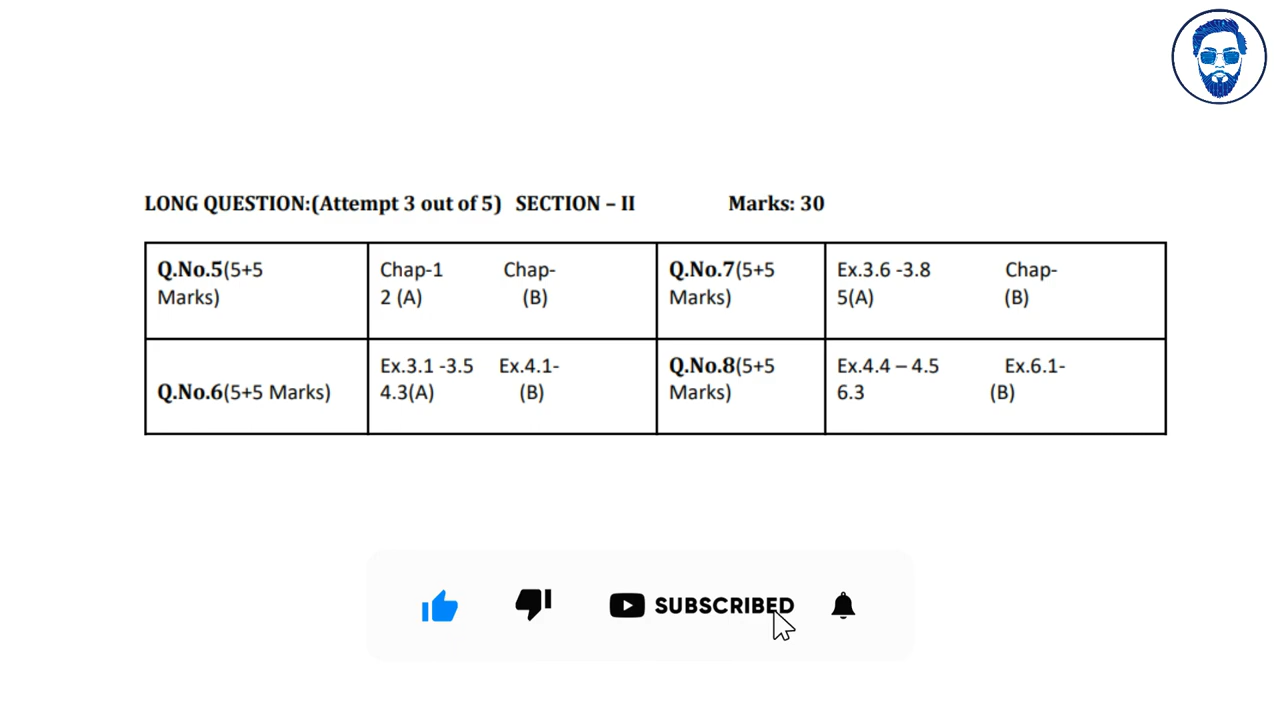 LONG QUESTION:(Attempt 3 out of 5) SECTION – II Marks: 30
Q.No.5(5+5
Marks)
Chap-1 Chap-
2 (A) (B)
Q.No.7(5+5
Marks)
Ex.3.6 -3.8 Chap-
5(A) (B)
Q.No.6(5+5 Marks)
Ex.3.1 -3.5 Ex.4.1-
4.3(A) (B)
Q.No.8(5+5
Marks)
Ex.4.4 – 4.5 Ex.6.1-
6.3 (B)
SUBSCRIBED